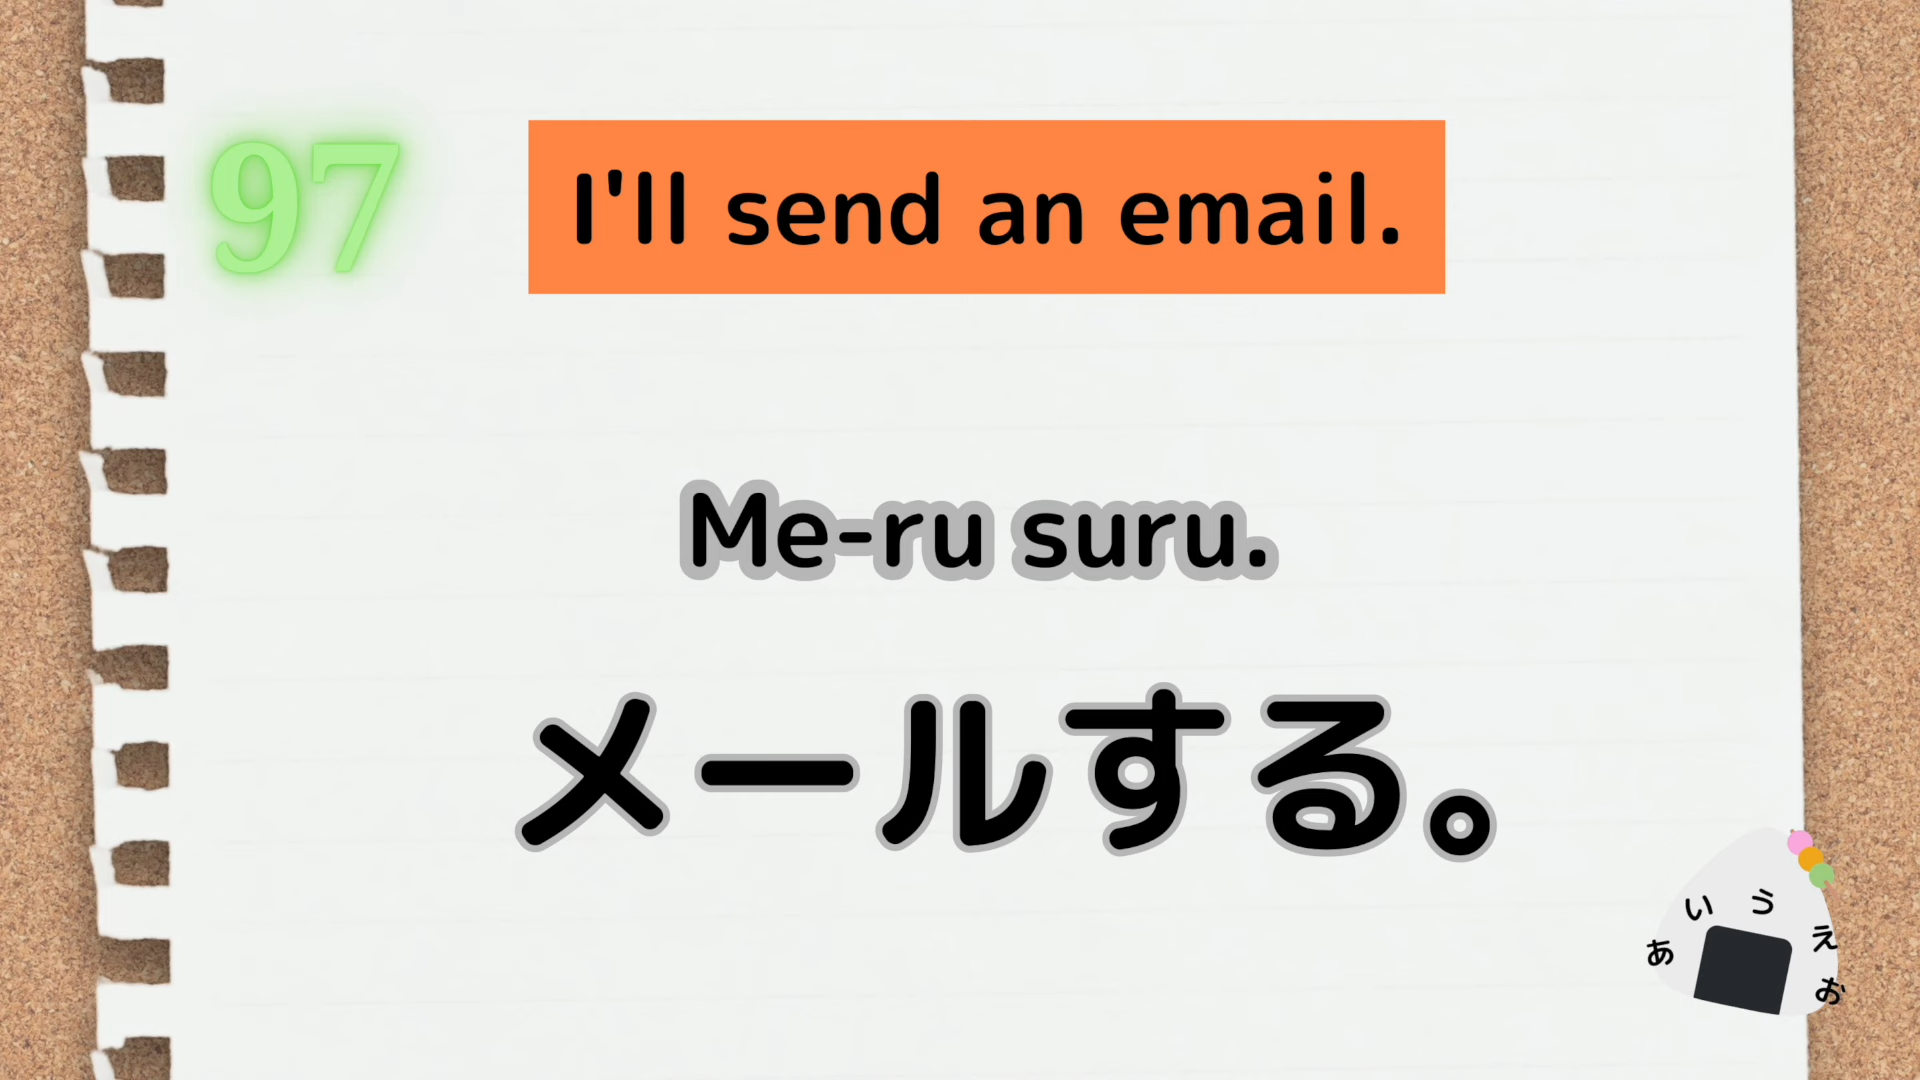 97
I'll send an email.
Me-ru suru.
メールする。
あいうえお